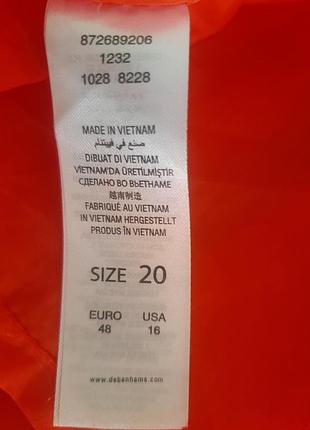 872689206
1232
1028 8228
MADE IN VIETNAM
صنع في فييتنام
DIBUAT DI VIETNAM
VIETNAM'DA ÜRETILMIŞTIR
СДЕЛАНО ВО ВЬЕТНАМЕ
越南制造
FABRIQUÉ AU VIETNAM
IN VIETNAM HERGESTELLT
PRODUS ÎN VIETNAM
SIZE 20
EURO USA
48 16
www.debenhams.com